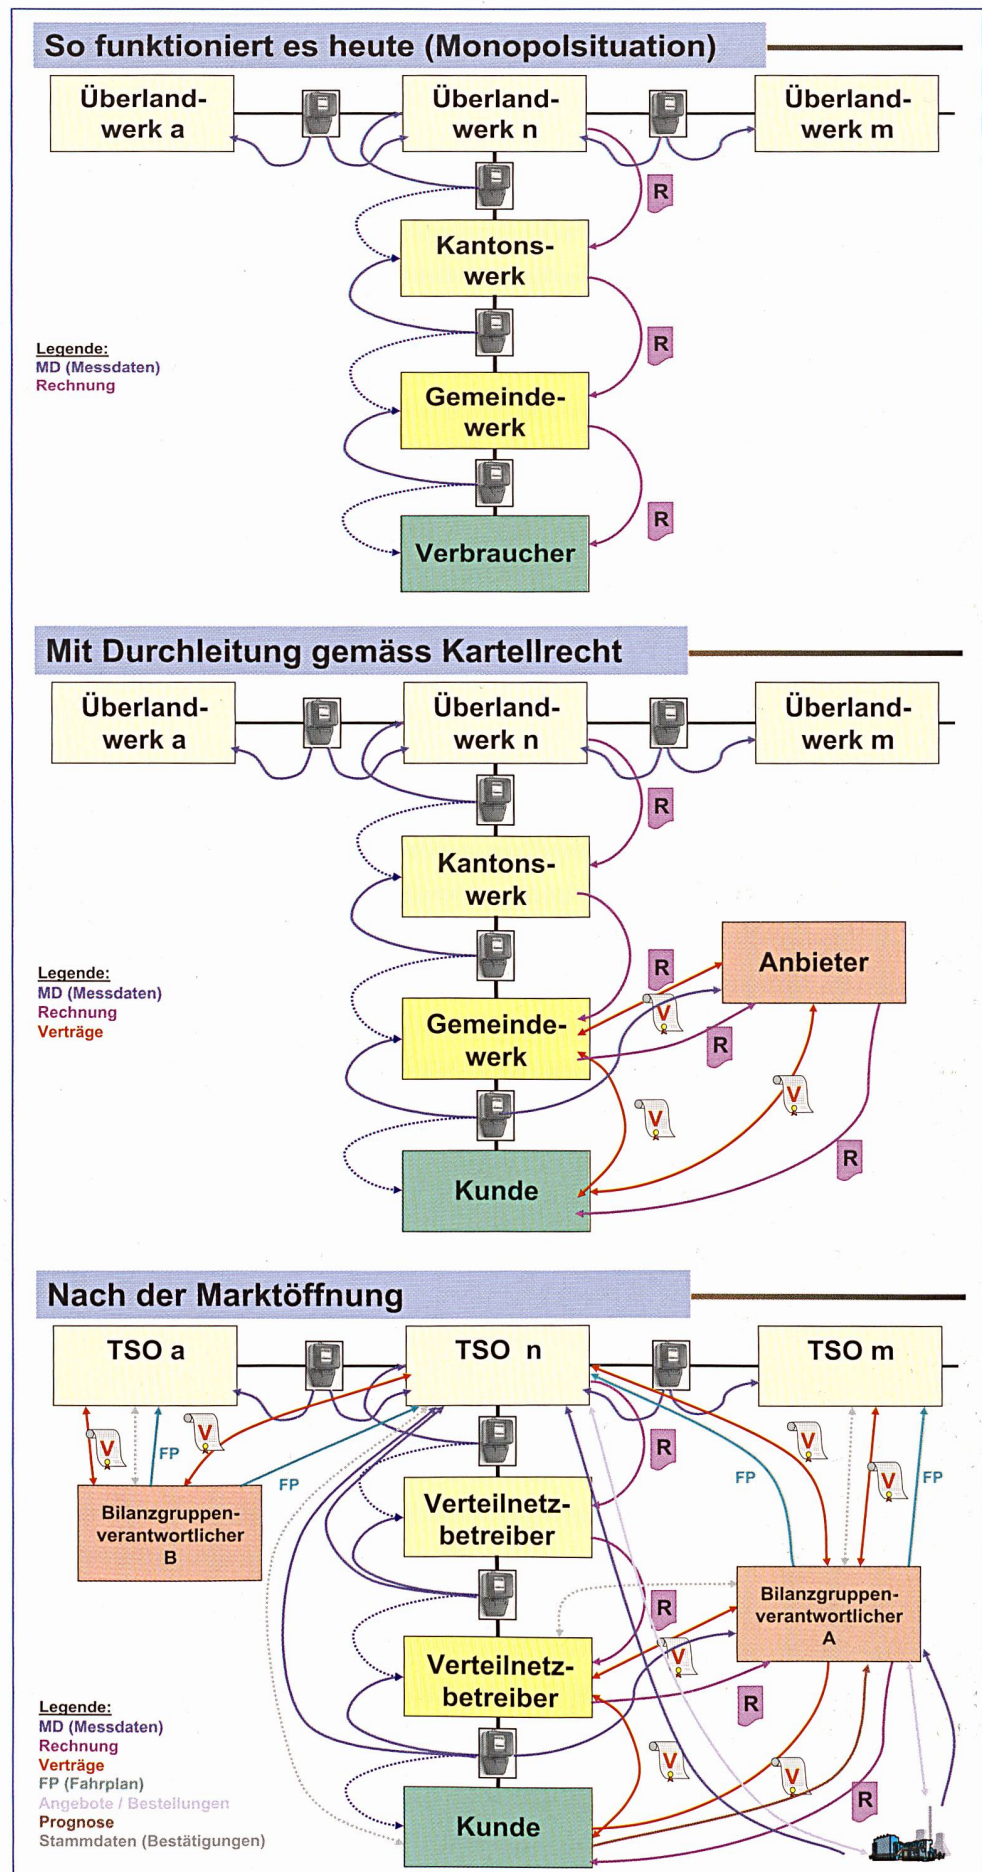 So funktioniert es heute (Monopolsituation)
Überland-
werk a
Überland-
werk n
Überland-
werk m
R
Kantons-
werk
R
Legende:
MD (Messdaten)
Rechnung
Gemeinde-
werk
R
Verbraucher
Mit Durchleitung gemäss Kartellrecht
Überland-
werk a
Überland-
werk n
Überland-
werk m
R
Kantons-
werk
Anbieter
R
Legende:
MD (Messdaten)
Rechnung
Verträge
V
Gemeinde-
werk
R
V
V
R
Kunde
Nach der Marktöffnung
TSO a
TSO n
TSO m
V
V
FP
R
V
V
FP
FP
FP
Bilanzgruppen-
verantwortlicher
B
Verteilnetz-
betreiber
Bilanzgruppen-
verantwortlicher
A
R
V
Verteilnetz-
betreiber
R
Legende:
MD (Messdaten)
Rechnung
Verträge
FP (Fahrplan)
Angebote / Bestellungen
Prognose
Stammdaten (Bestätigungen)
V
V
R
Kunde